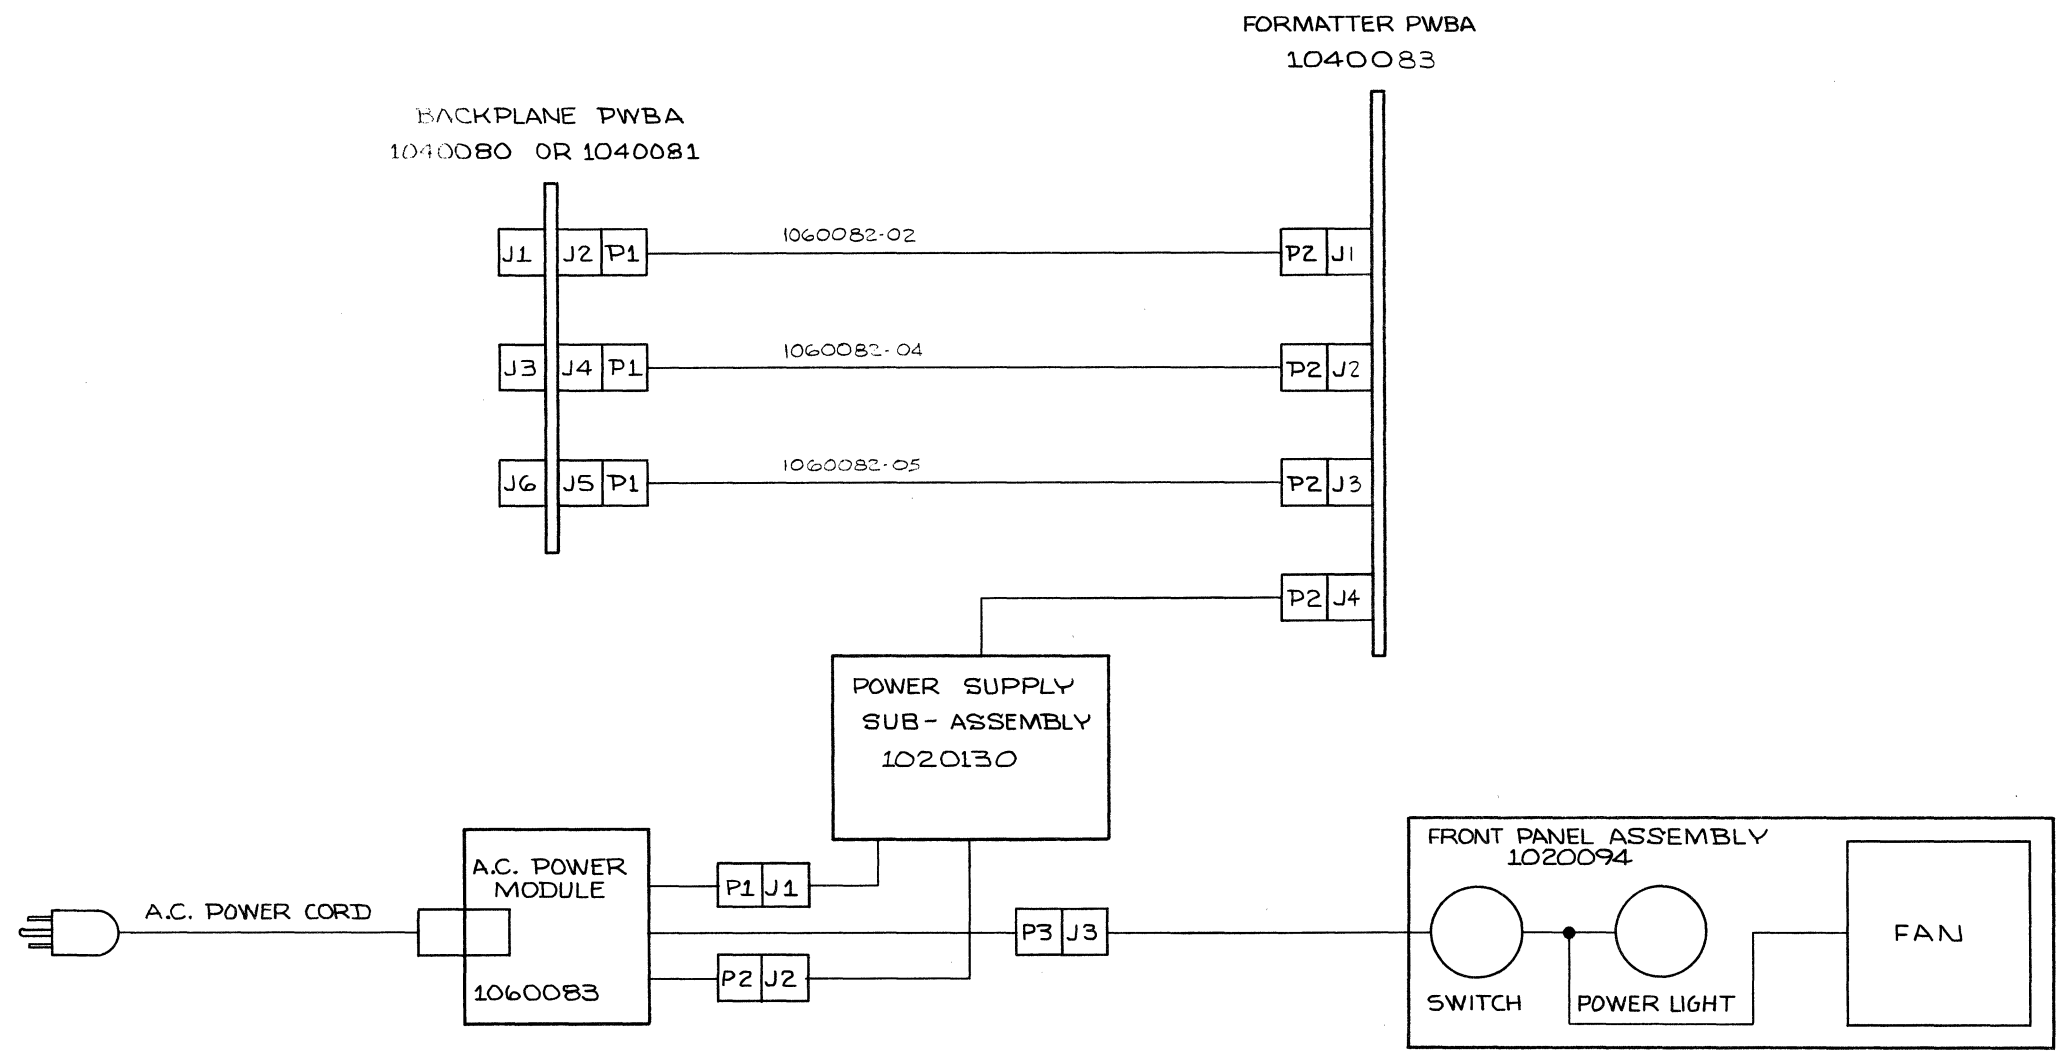 FORMATTER PWBA
1040083
BACKPLANE PWBA
1040080 OR 1040081
J1 J2 P1
1060082-02
P2 J1
J3 J4 P1
1060082-04
P2 J2
J6 J5 P1
1060082-05
P2 J3
P2 J4
POWER SUPPLY
SUB-ASSEMBLY
1020130
A.C. POWER CORD
A.C. POWER
MODULE
1060083
P1 J1
P3 J3
P2 J2
FRONT PANEL ASSEMBLY
1020094
SWITCH
POWER LIGHT
FAN